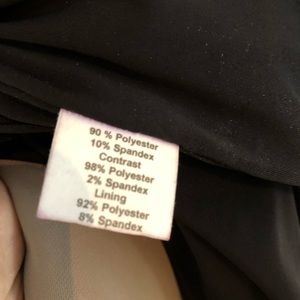 90 % Polyester
10% Spandex
Contrast
98% Polyester
2% Spandex
Lining
92% Polyester
8% Spandex